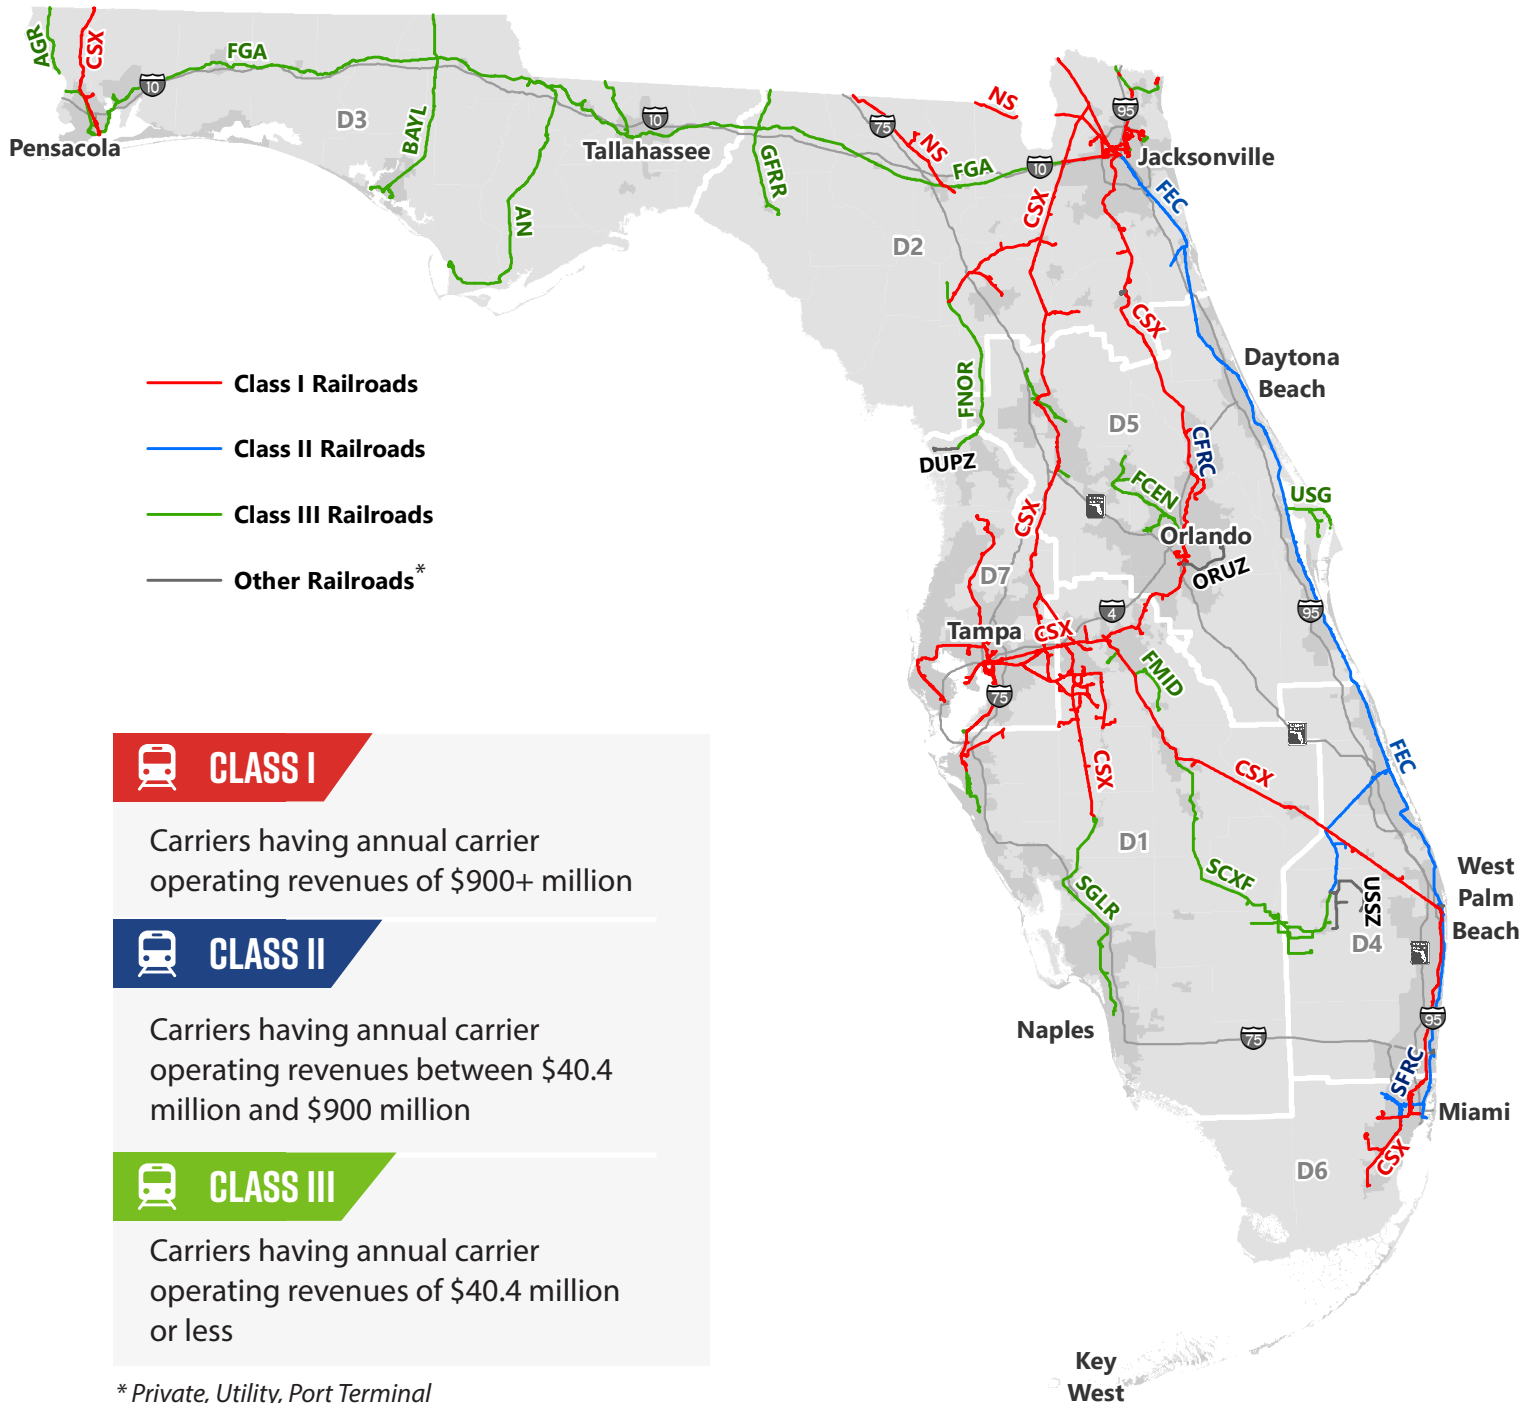 AGR
CSX
FGA
10
D3
BAYL
Pensacola
AN
Tallahassee
10
GFRR
75
NS
NS
FGA
10
95
Jacksonville
FEC
CSX
D2
CSX
Daytona
Beach
FNOR
DUPZ
D5
CFRC
FCEN
USG
CSX
Orlando
ORUZ
D7
4
95
Tampa
CSX
FMID
75
CSX
CSX
FEC
D1
SCXF
SGLR
USSZ
D4
West
Palm
Beach
Naples
75
95
SFRC
Miami
CSX
D6
Key
West
Class I Railroads
Class II Railroads
Class III Railroads
Other Railroads*
CLASS I
Carriers having annual carrier
operating revenues of $900+ million
CLASS II
Carriers having annual carrier
operating revenues between $40.4
million and $900 million
CLASS III
Carriers having annual carrier
operating revenues of $40.4 million
or less
* Private, Utility, Port Terminal